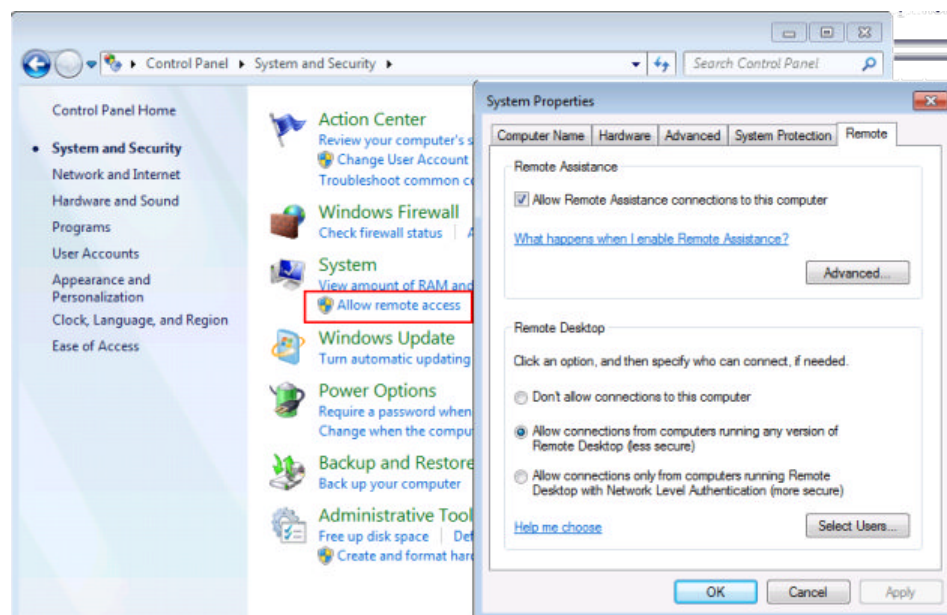 Control Panel
System and Security
Search Control Panel
Control Panel Home
System and Security
Network and Internet
Hardware and Sound
Programs
User Accounts
Appearance and
Personalization
Clock, Language, and Region
Ease of Access
Action Center
Review your computer's s
Change User Account
Troubleshoot common co
Windows Firewall
Check firewall status
System
View amount of RAM and
Allow remote access
Windows Update
Turn automatic updating
Power Options
Require a password when
Change when the compu
Backup and Restore
Back up your computer
Administrative Tool
Free up disk space Def
Create and format hard
System Properties
Computer Name Hardware Advanced System Protection Remote
Remote Assistance
Allow Remote Assistance connections to this computer
What happens when I enable Remote Assistance?
Advanced...
Remote Desktop
Click an option, and then specify who can connect, if needed.
Don't allow connections to this computer
Allow connections from computers running any version of
Remote Desktop (less secure)
Allow connections only from computers running Remote
Desktop with Network Level Authentication (more secure)
Help me choose
Select Users...
OK Cancel Apply